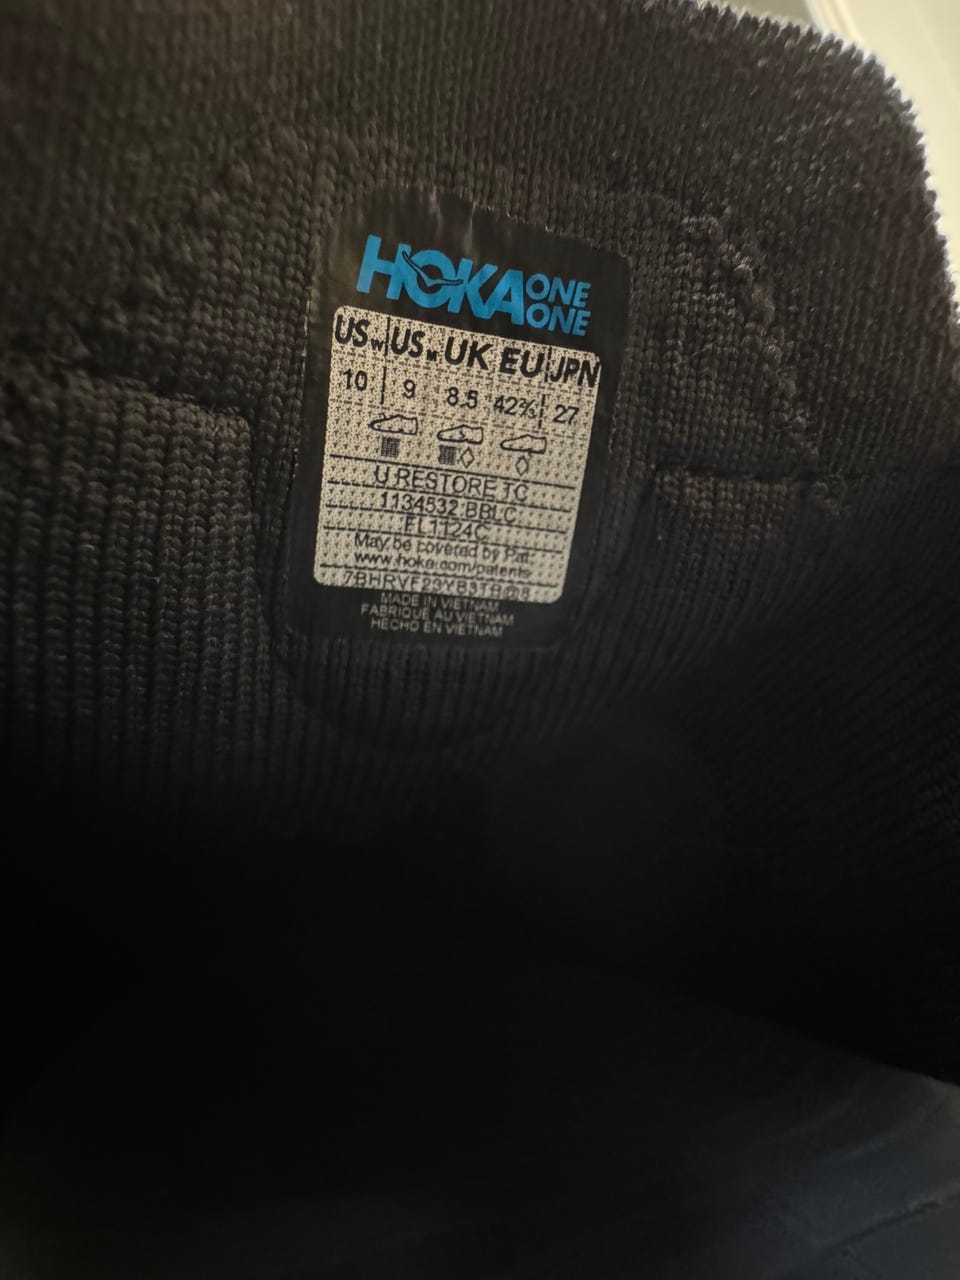 HOKA ONE ONE
US W US M UK EU JPN
10 9 8.5 42⅔ 27
U RESTORE TC
1134532 BBLC
FL1124C
May be covered by Pat.
www.hoka.com/patents
MADE IN VIETNAM
FABRIQUÉ AU VIETNAM
HECHO EN VIETNAM